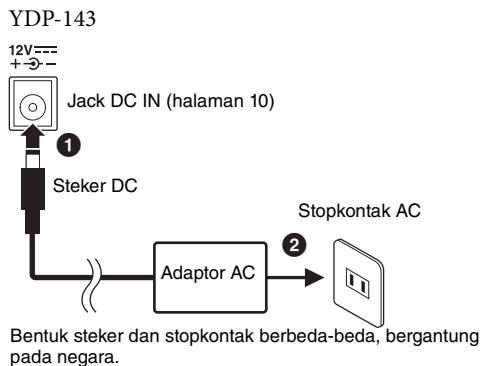 YDP-143
12V
Jack DC IN (halaman 10)
1
Steker DC
Stopkontak AC
2
Adaptor AC
Bentuk steker dan stopkontak berbeda-beda, bergantung
pada negara.